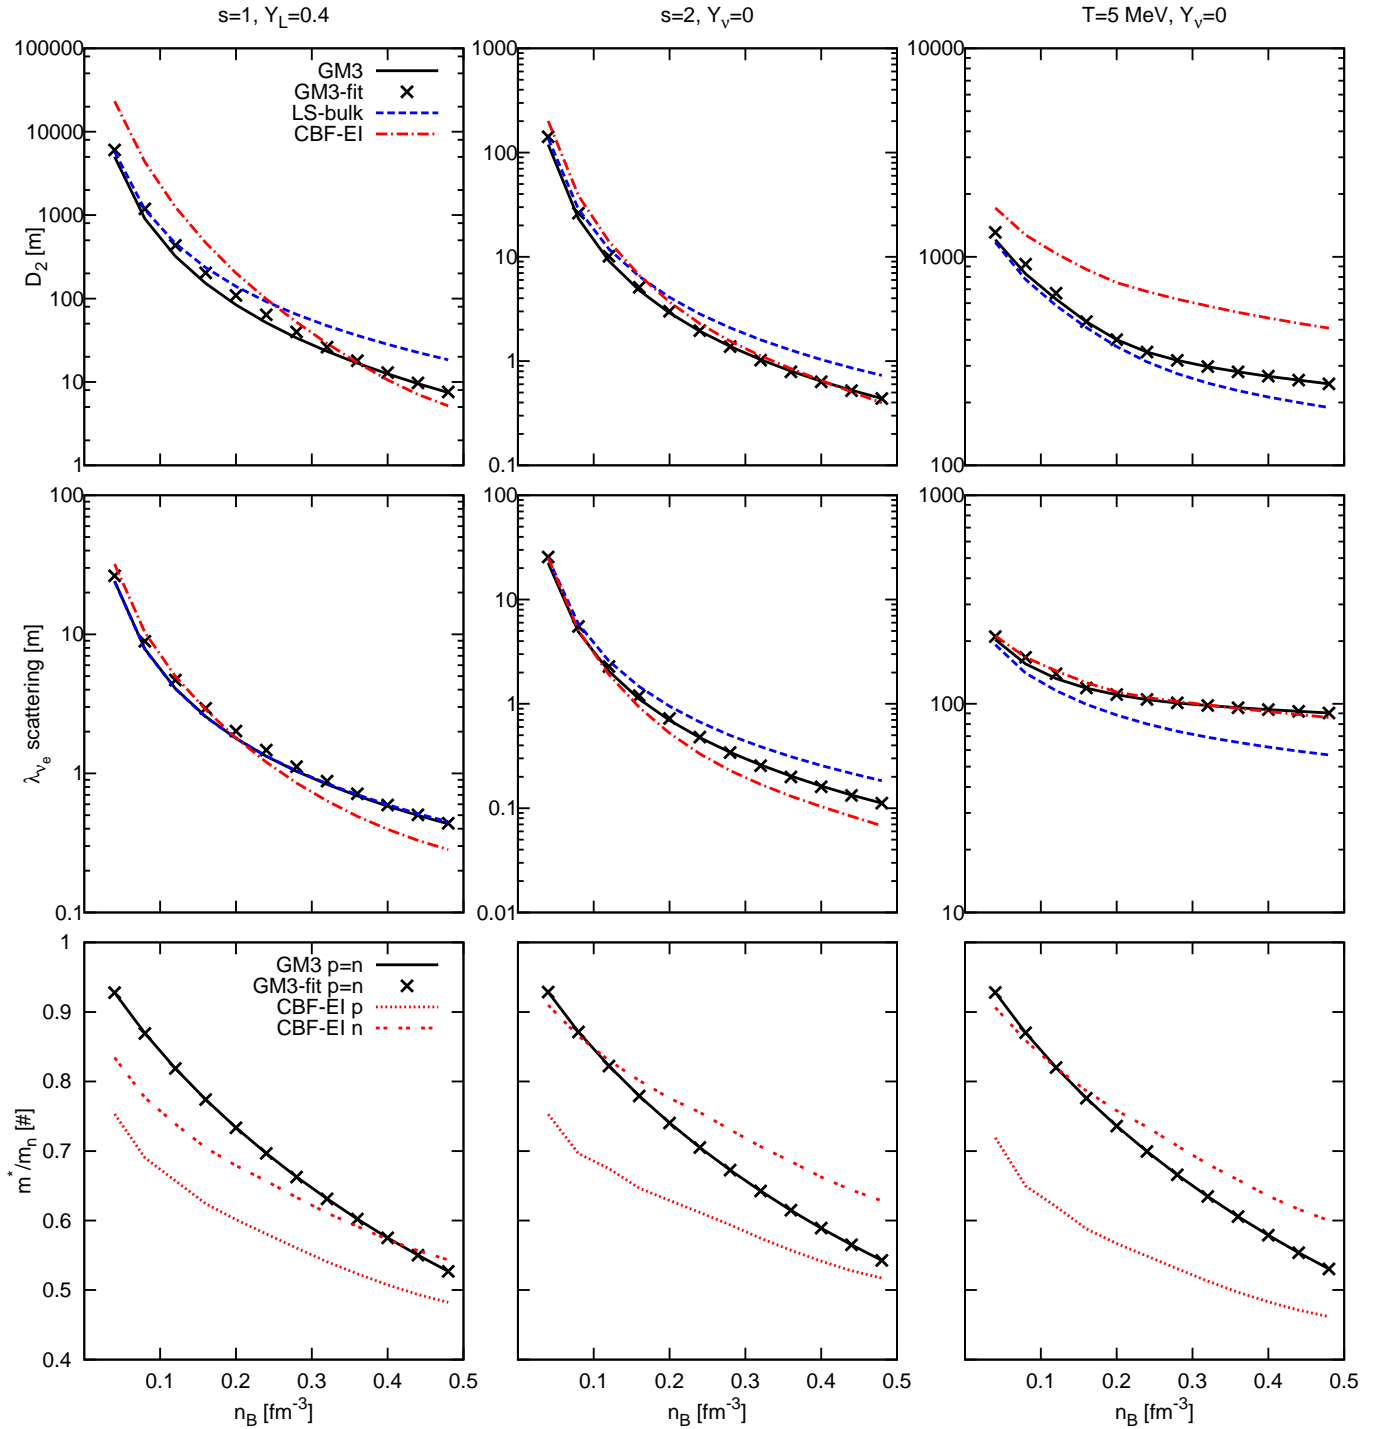 s=1, Y_L=0.4
s=2, Y_ν=0
T=5 MeV, Y_ν=0
D_2 [m]
100000
10000
1000
100
10
1
GM3
GM3-fit
LS-bulk
CBF-EI
1000
100
10
1
0.1
10000
1000
100
λ_ν_e scattering [m]
100
10
1
0.1
100
10
1
0.1
0.01
1000
100
10
m^*/m_n [#]
1
0.9
0.8
0.7
0.6
0.5
0.4
GM3 p=n
GM3-fit p=n
CBF-EI p
CBF-EI n
0.1 0.2 0.3 0.4 0.5
0.1 0.2 0.3 0.4 0.5
0.1 0.2 0.3 0.4 0.5
n_B [fm^-3]
n_B [fm^-3]
n_B [fm^-3]